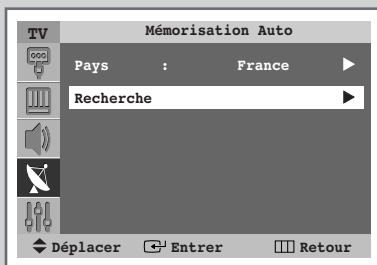 TV Mémorisation Auto
Pays : France
Recherche
Déplacer Entrer Retour